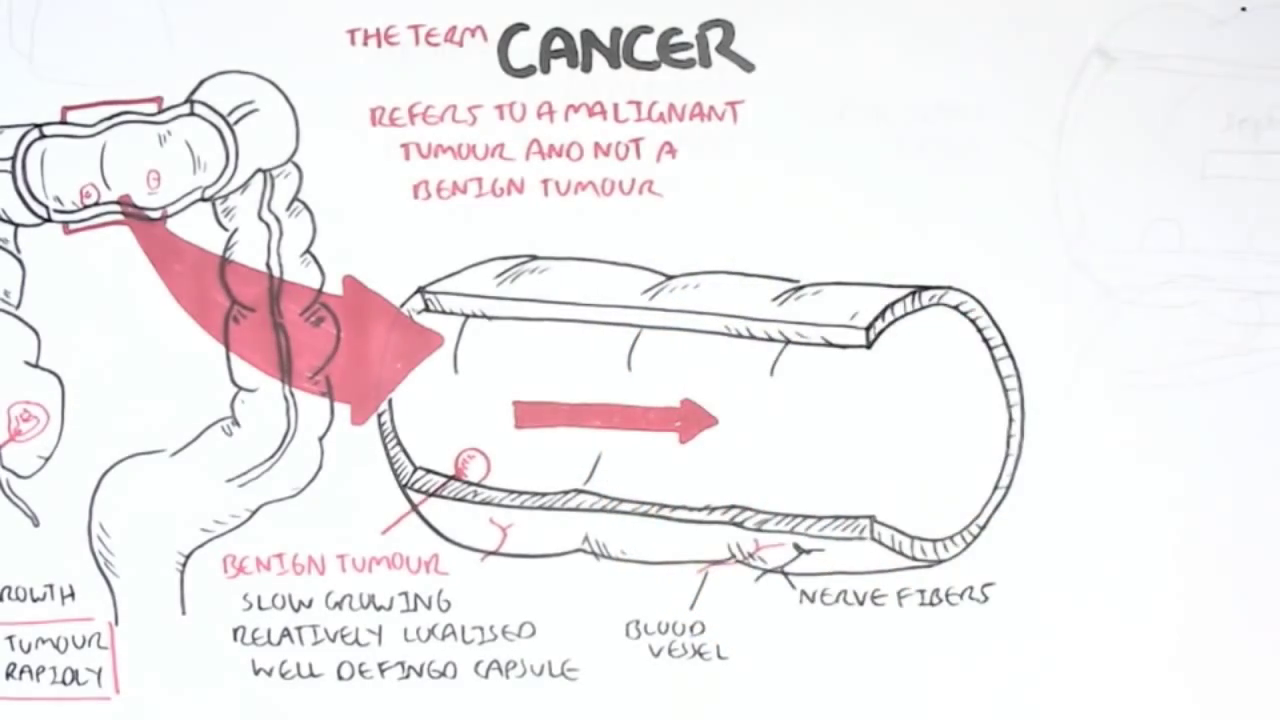 THE TERM CANCER
REFERS TO A MALIGNANT
TUMOUR AND NOT A
BENIGN TUMOUR
BENIGN TUMOUR
SLOW GROWING
RELATIVELY LOCALISED
WELL DEFINED CAPSULE
BLOOD
VESSEL
NERVE FIBERS
ROWTH
TUMOUR
RAPIDLY